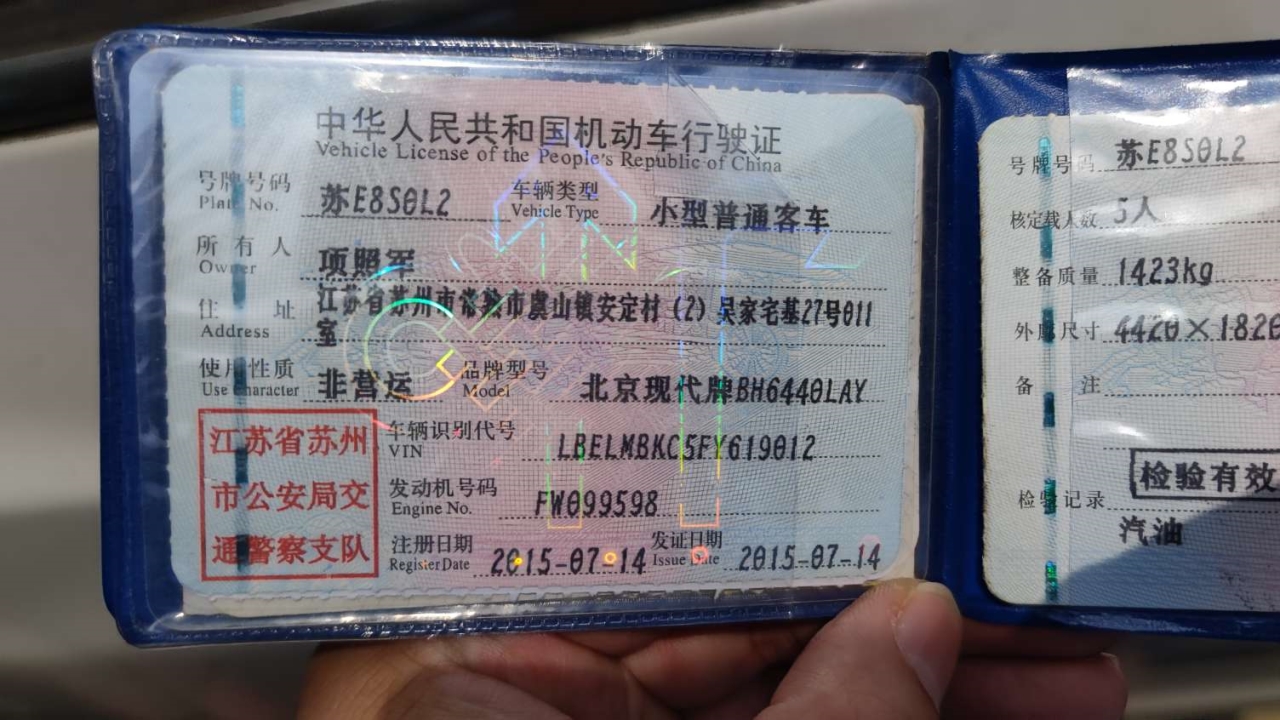 中华人民共和国机动车行驶证
Vehicle License of the People's Republic of China
号牌号码 苏E8S0L2 车辆类型 小型普通客车
Plate No. Vehicle Type
所有人 项照军
Owner
住址 江苏省苏州市常熟市虞山镇安定村（2）吴家宅基27号011
Address 室
使用性质 非营运 品牌型号 北京现代牌BH6440LAY
Use Character Model
江苏省苏州
市公安局交
通警察支队
车辆识别代号 LBELMBKC5FY619012
VIN
发动机号码 FW099598
Engine No.
注册日期 2015-07-14 发证日期 2015-07-14
Register Date Issue Date
号牌号码 苏E8S0L2
核定载人数 5人
整备质量 1423kg
外廓尺寸 4420×1820
备注
检验记录 检验有效
汽油